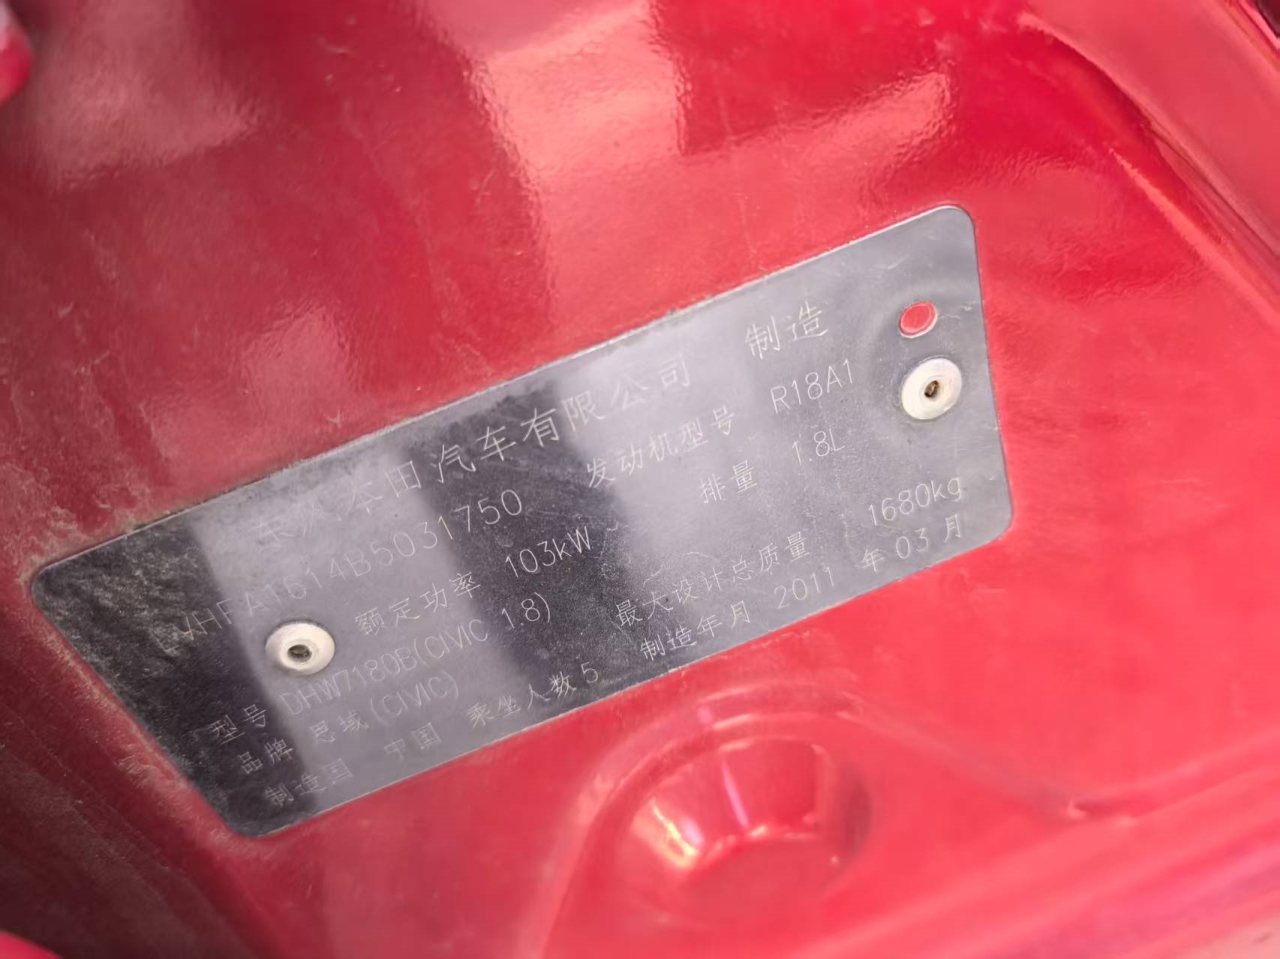 东风本田汽车有限公司 制造
发动机型号 R18A1
额定功率 103kW 排量 1.8L
型号 DHW7180B(CIVIC 1.8) 最大设计总质量 1680kg
品牌 思域(CIVIC) 制造年月 2011 年 03 月
制造国 中国 乘坐人数 5